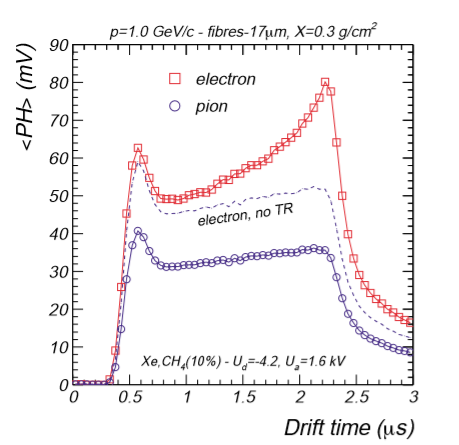 p=1.0 GeV/c - fibres-17μm, X=0.3 g/cm²
<PH> (mV)
90
80
70
60
50
40
30
20
10
0
electron
pion
electron, no TR
Xe,CH₄(10%) - U_d=-4.2, U_a=1.6 kV
0 0.5 1 1.5 2 2.5 3
Drift time (μs)